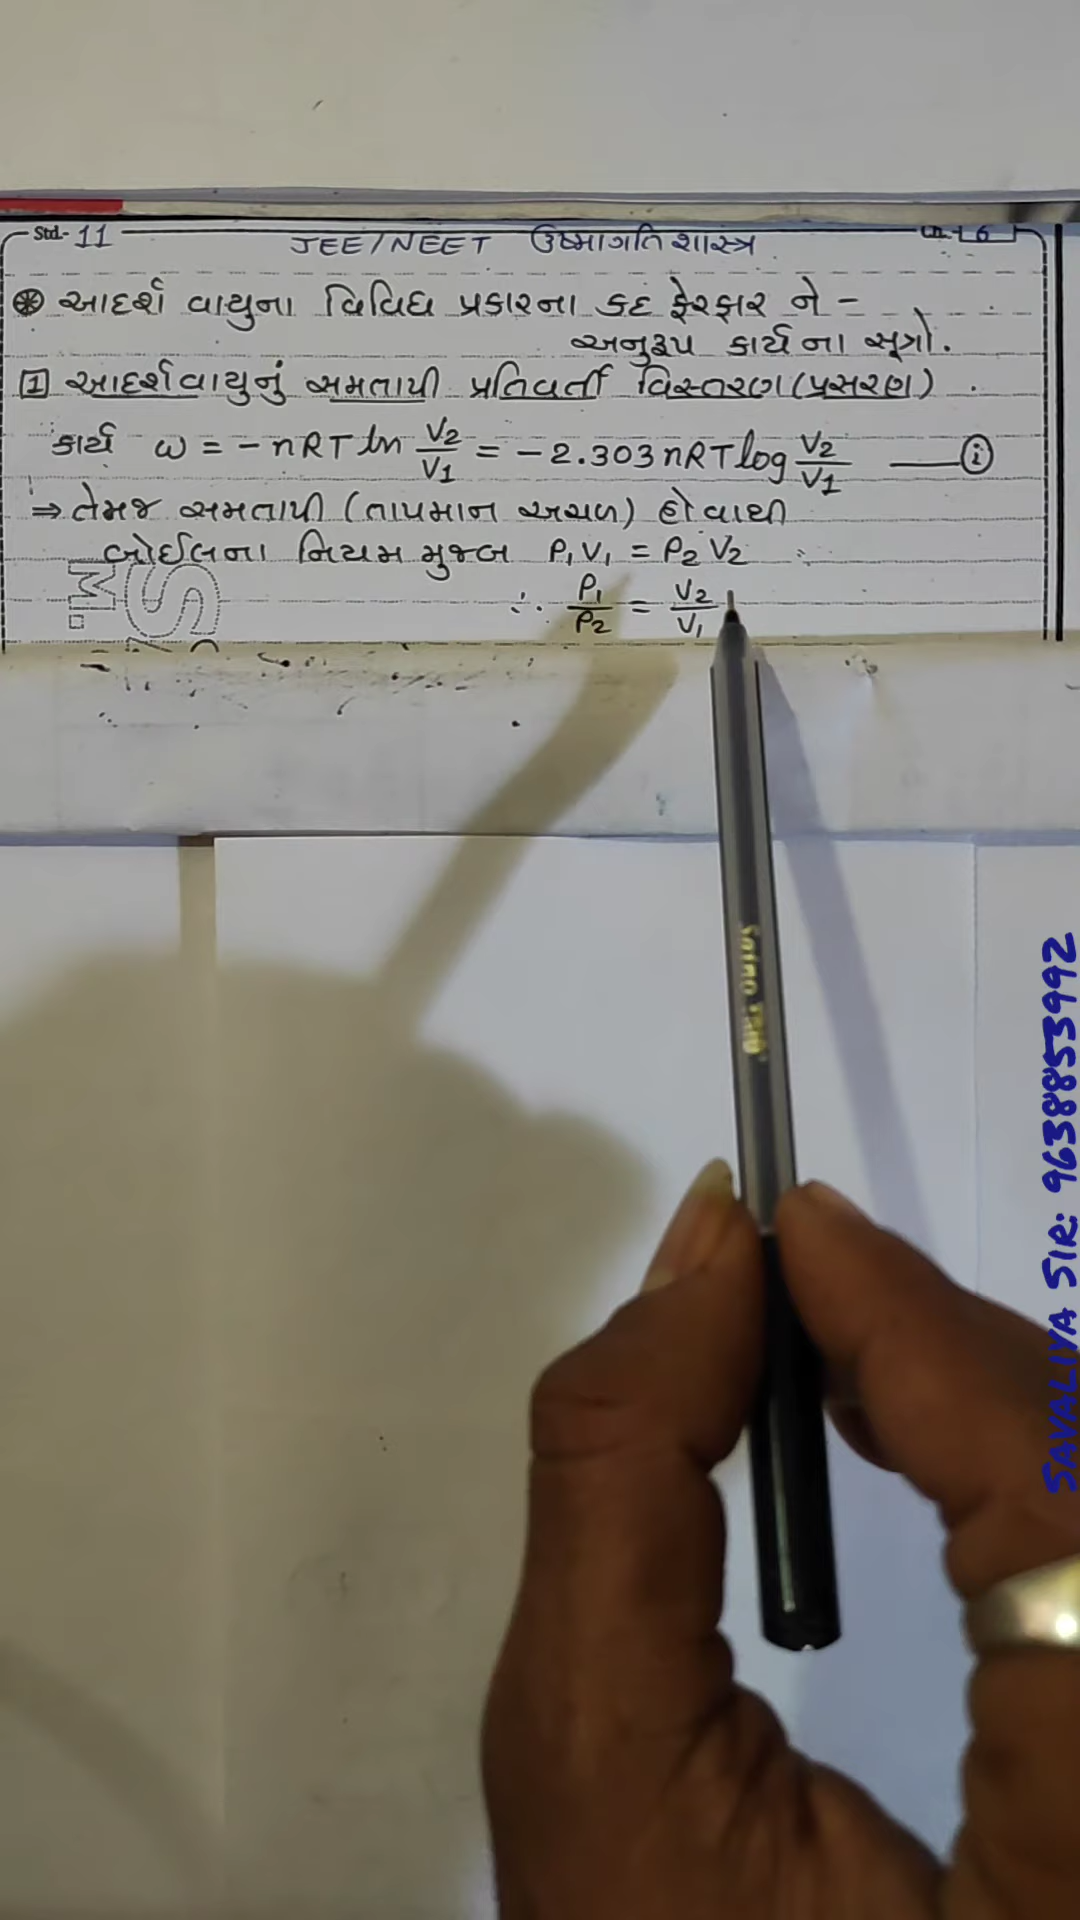 Std.- 11
JEE/NEET ઉષ્માગતિશાસ્ત્ર
6
આદર્શ વાયુના વિવિધ પ્રકારના કદ ફેરફાર ને -
અનુરૂપ કાર્યના સૂત્રો.
1 આદર્શવાયુનું સમતાપી પ્રતિવર્તી વિસ્તરણ(પ્રસરણ)
કાર્ય ω = -nRT ln V2/V1 = -2.303 nRT log V2/V1 —— (i)
⇒ તેમજ સમતાપી (તાપમાન અચળ) હોવાથી
બોઈલના નિયમ મુજબ P1V1 = P2V2
∴ P1/P2 = V2/V1
Saino
SAVALIYA SIR: 9638853992